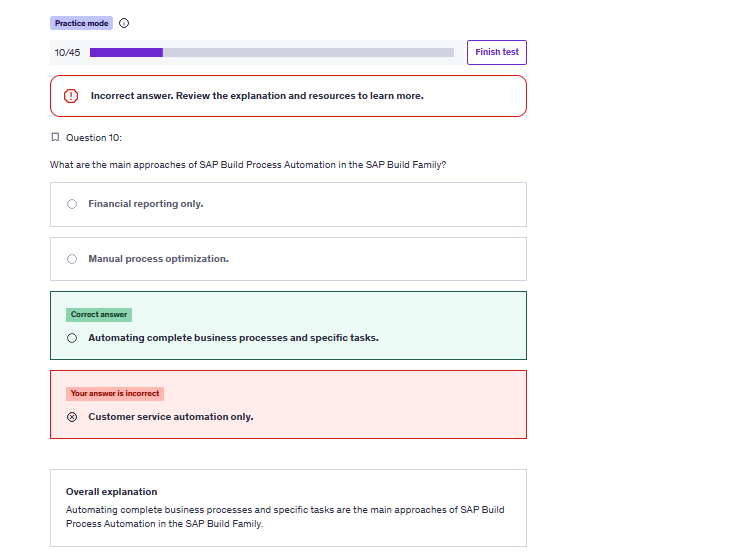 Practice mode
10/45
Finish test
Incorrect answer. Review the explanation and resources to learn more.
Question 10:
What are the main approaches of SAP Build Process Automation in the SAP Build Family?
Financial reporting only.
Manual process optimization.
Correct answer
Automating complete business processes and specific tasks.
Your answer is incorrect
Customer service automation only.
Overall explanation
Automating complete business processes and specific tasks are the main approaches of SAP Build
Process Automation in the SAP Build Family.